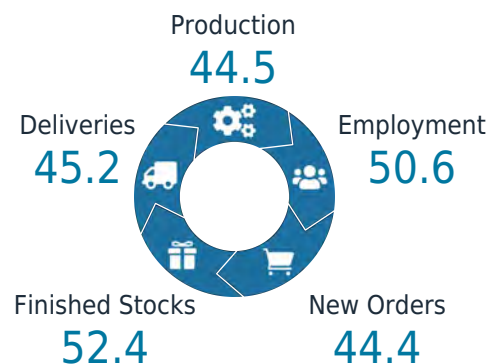 Production
44.5
Deliveries
45.2
Employment
50.6
Finished Stocks
52.4
New Orders
44.4